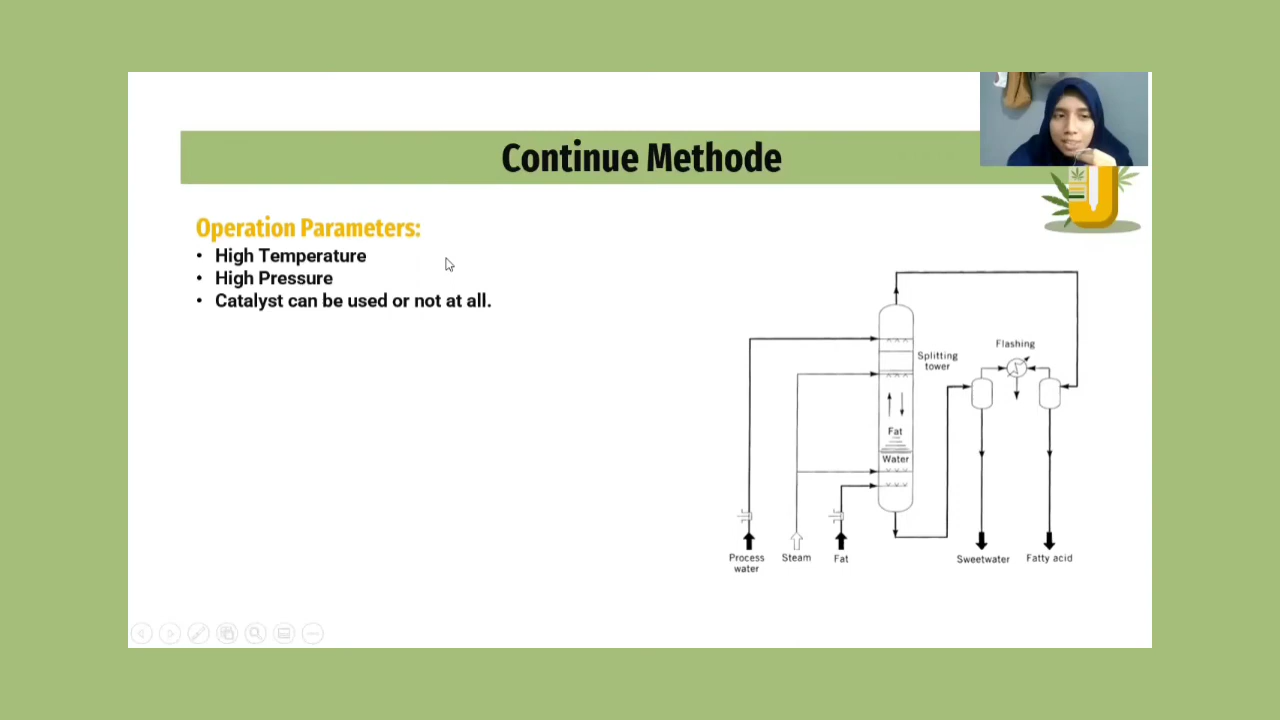 Continue Methode
Operation Parameters:
• High Temperature
• High Pressure
• Catalyst can be used or not at all.
Flashing
Splitting
tower
Fat
Water
Process
water
Steam
Fat
Sweetwater
Fatty acid